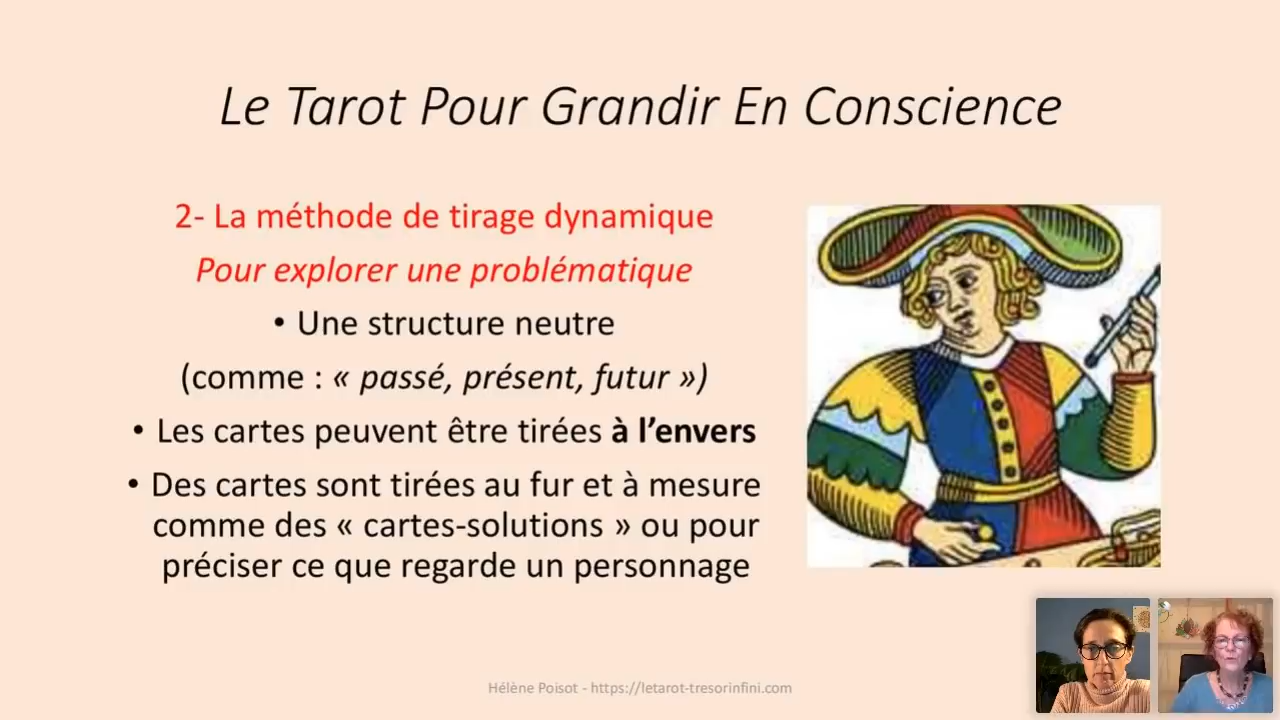 Le Tarot Pour Grandir En Conscience
2- La méthode de tirage dynamique
Pour explorer une problématique
• Une structure neutre
(comme : « passé, présent, futur »)
• Les cartes peuvent être tirées à l’envers
• Des cartes sont tirées au fur et à mesure
comme des « cartes-solutions » ou pour
préciser ce que regarde un personnage
Hélène Poisot - https://letarot-tresorinfini.com